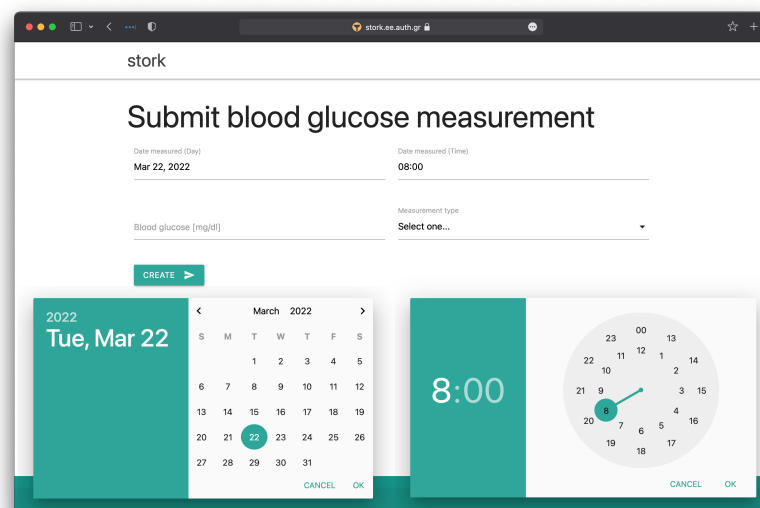 stork.ee.auth.gr
stork
Submit blood glucose measurement
Date measured (Day)
Mar 22, 2022
Date measured (Time)
08:00
Blood glucose [mg/dl]
Measurement type
Select one...
CREATE
2022
Tue, Mar 22
March 2022
S M T W T F S
1 2 3 4 5
6 7 8 9 10 11 12
13 14 15 16 17 18 19
20 21 22 23 24 25 26
27 28 29 30 31
CANCEL OK
8:00
00
23 13
12
22 11 1 14
10 2
21 9 3 15
8 4
20 7 5 16
6
19 17
18
CANCEL OK